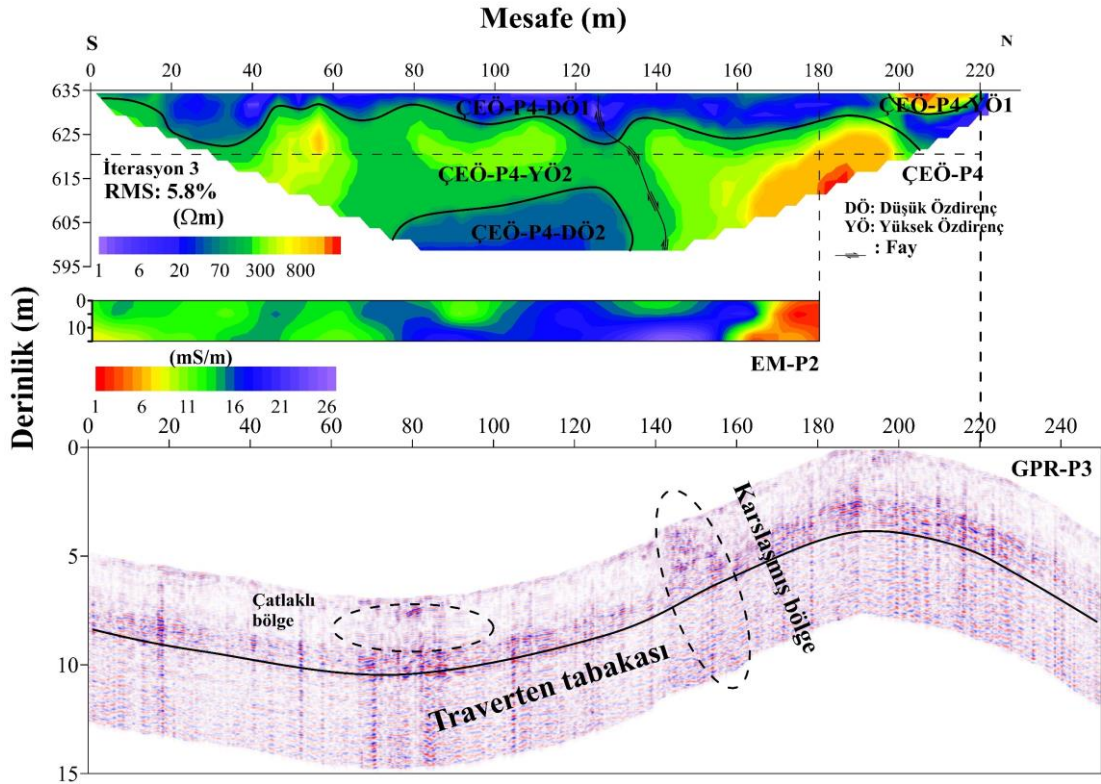 Mesafe (m)
S
N
0 20 40 60 80 100 120 140 160 180 200 220
635
625
615
605
595
ÇEÖ-P4-DÖ1
ÇEÖ-P4-YÖ1
ÇEÖ-P4-YÖ2
ÇEÖ-P4
ÇEÖ-P4-DÖ2
İterasyon 3
RMS: 5.8%
(Ωm)
1 6 20 70 300 800
DÖ: Düşük Özdirenç
YÖ: Yüksek Özdirenç
: Fay
Derinlik (m)
0
10
EM-P2
(mS/m)
1 6 11 16 21 26
0 20 40 60 80 100 120 140 160 180 200 220 240
0
5
10
15
GPR-P3
Çatlaklı
bölge
Karslaşmış bölge
Traverten tabakası